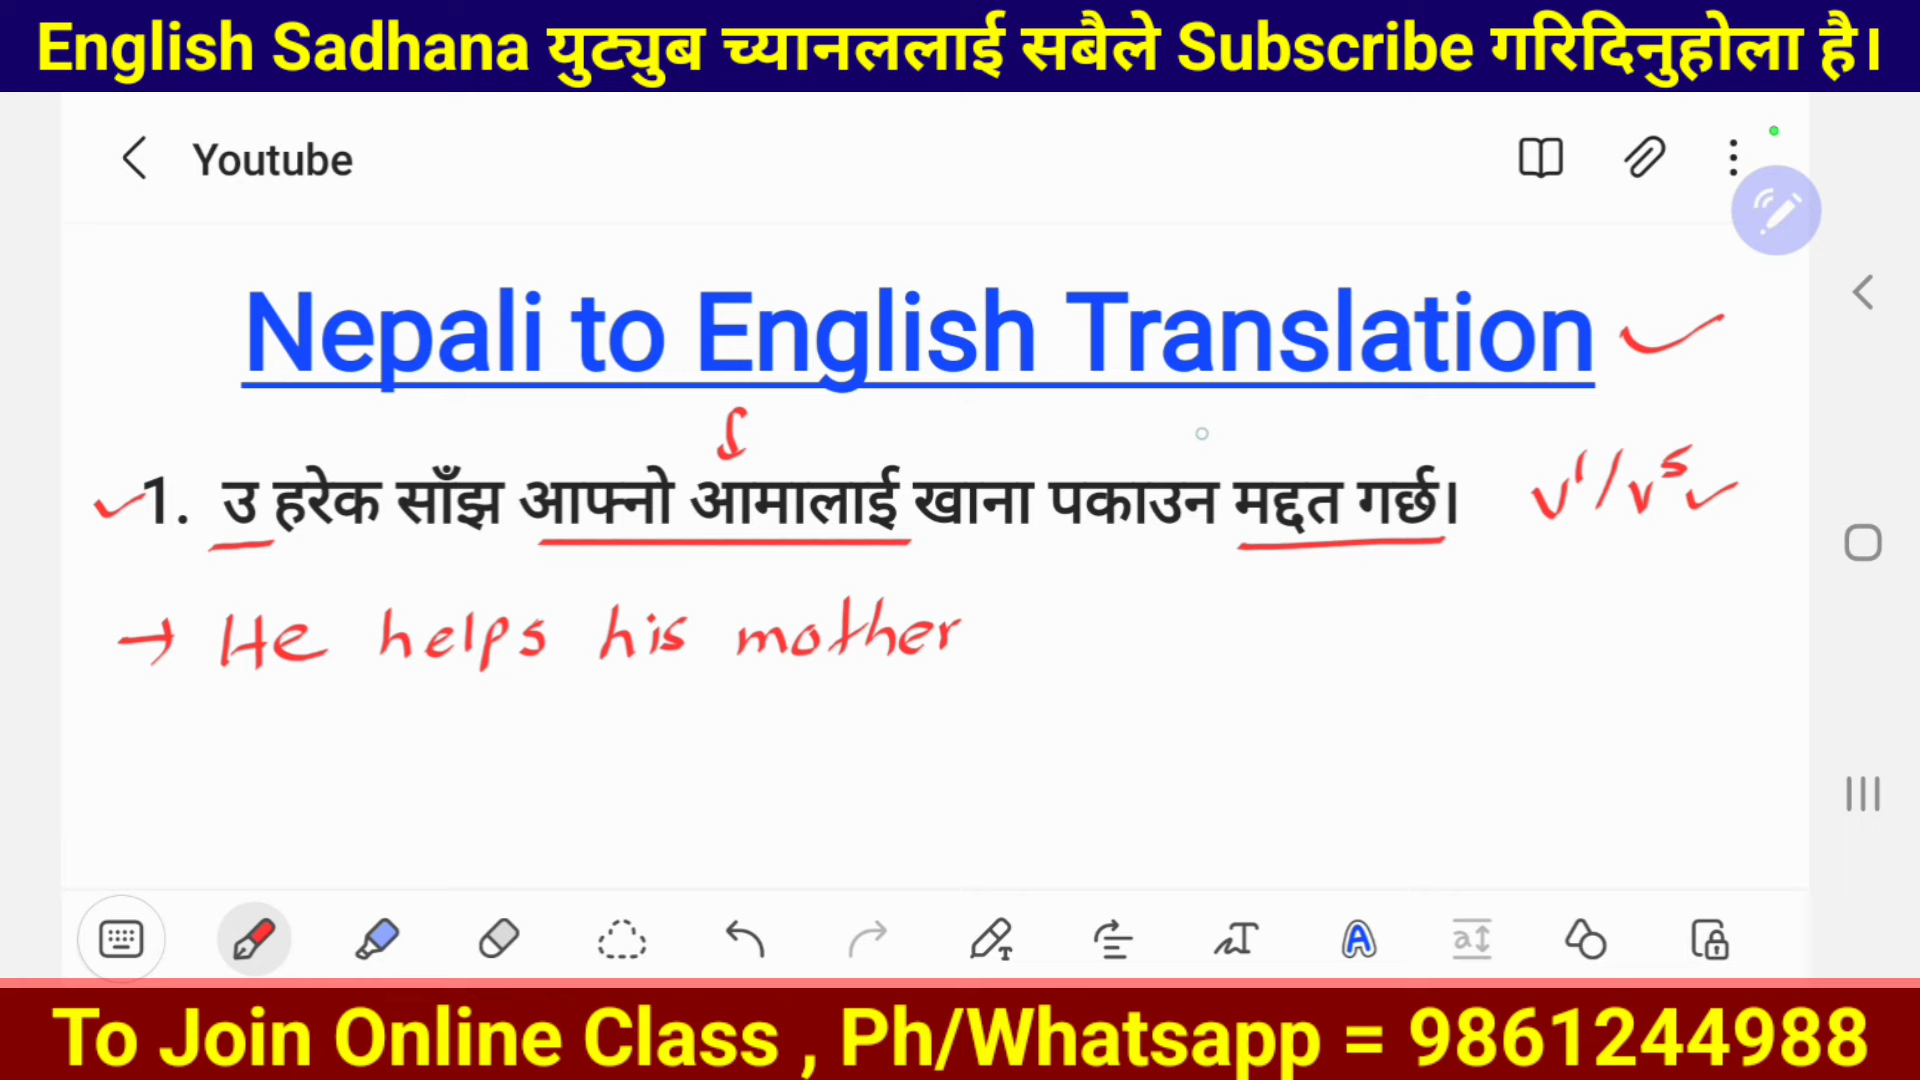 English Sadhana युट्युब च्यानललाई सबैले Subscribe गरिदिनुहोला है।
Youtube
Nepali to English Translation
1. उ हरेक साँझ आफ्नो आमालाई खाना पकाउन मद्दत गर्छ। v¹/v⁵
→ He helps his mother
To Join Online Class , Ph/Whatsapp = 9861244988